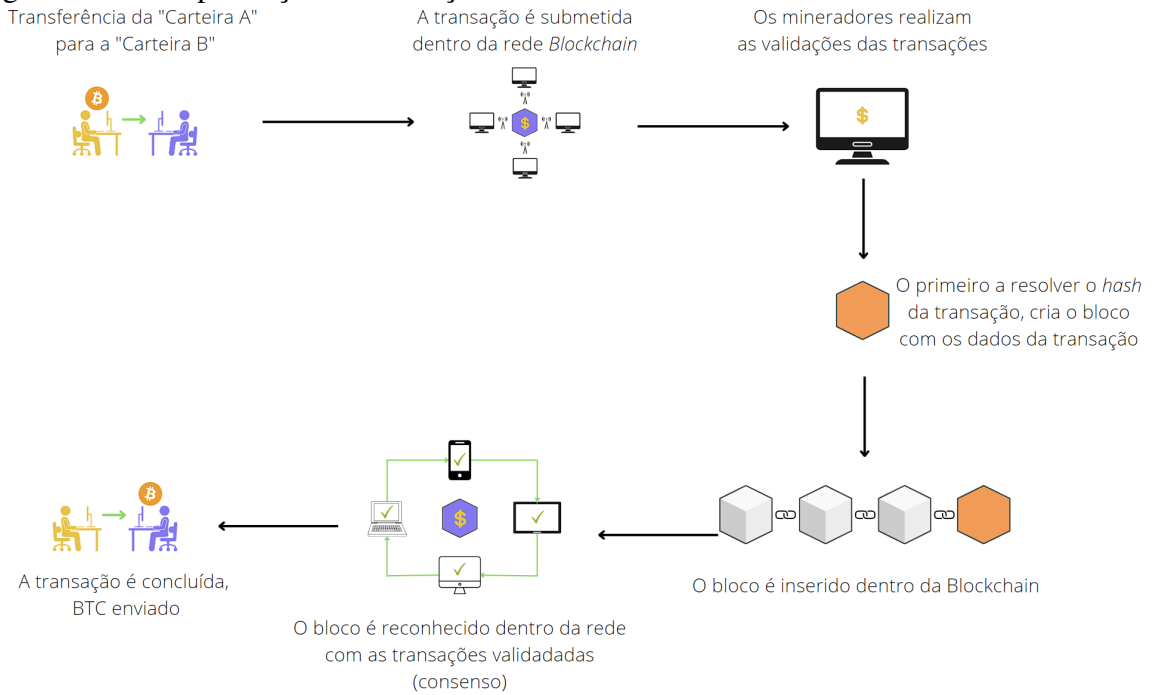 Transferência da "Carteira A"
para a "Carteira B"
A transação é submetida
dentro da rede Blockchain
Os mineradores realizam
as validações das transações
$
$
O primeiro a resolver o hash
da transação, cria o bloco
com os dados da transação
O bloco é inserido dentro da Blockchain
$
O bloco é reconhecido dentro da rede
com as transações validadadas
(consenso)
A transação é concluída,
BTC enviado